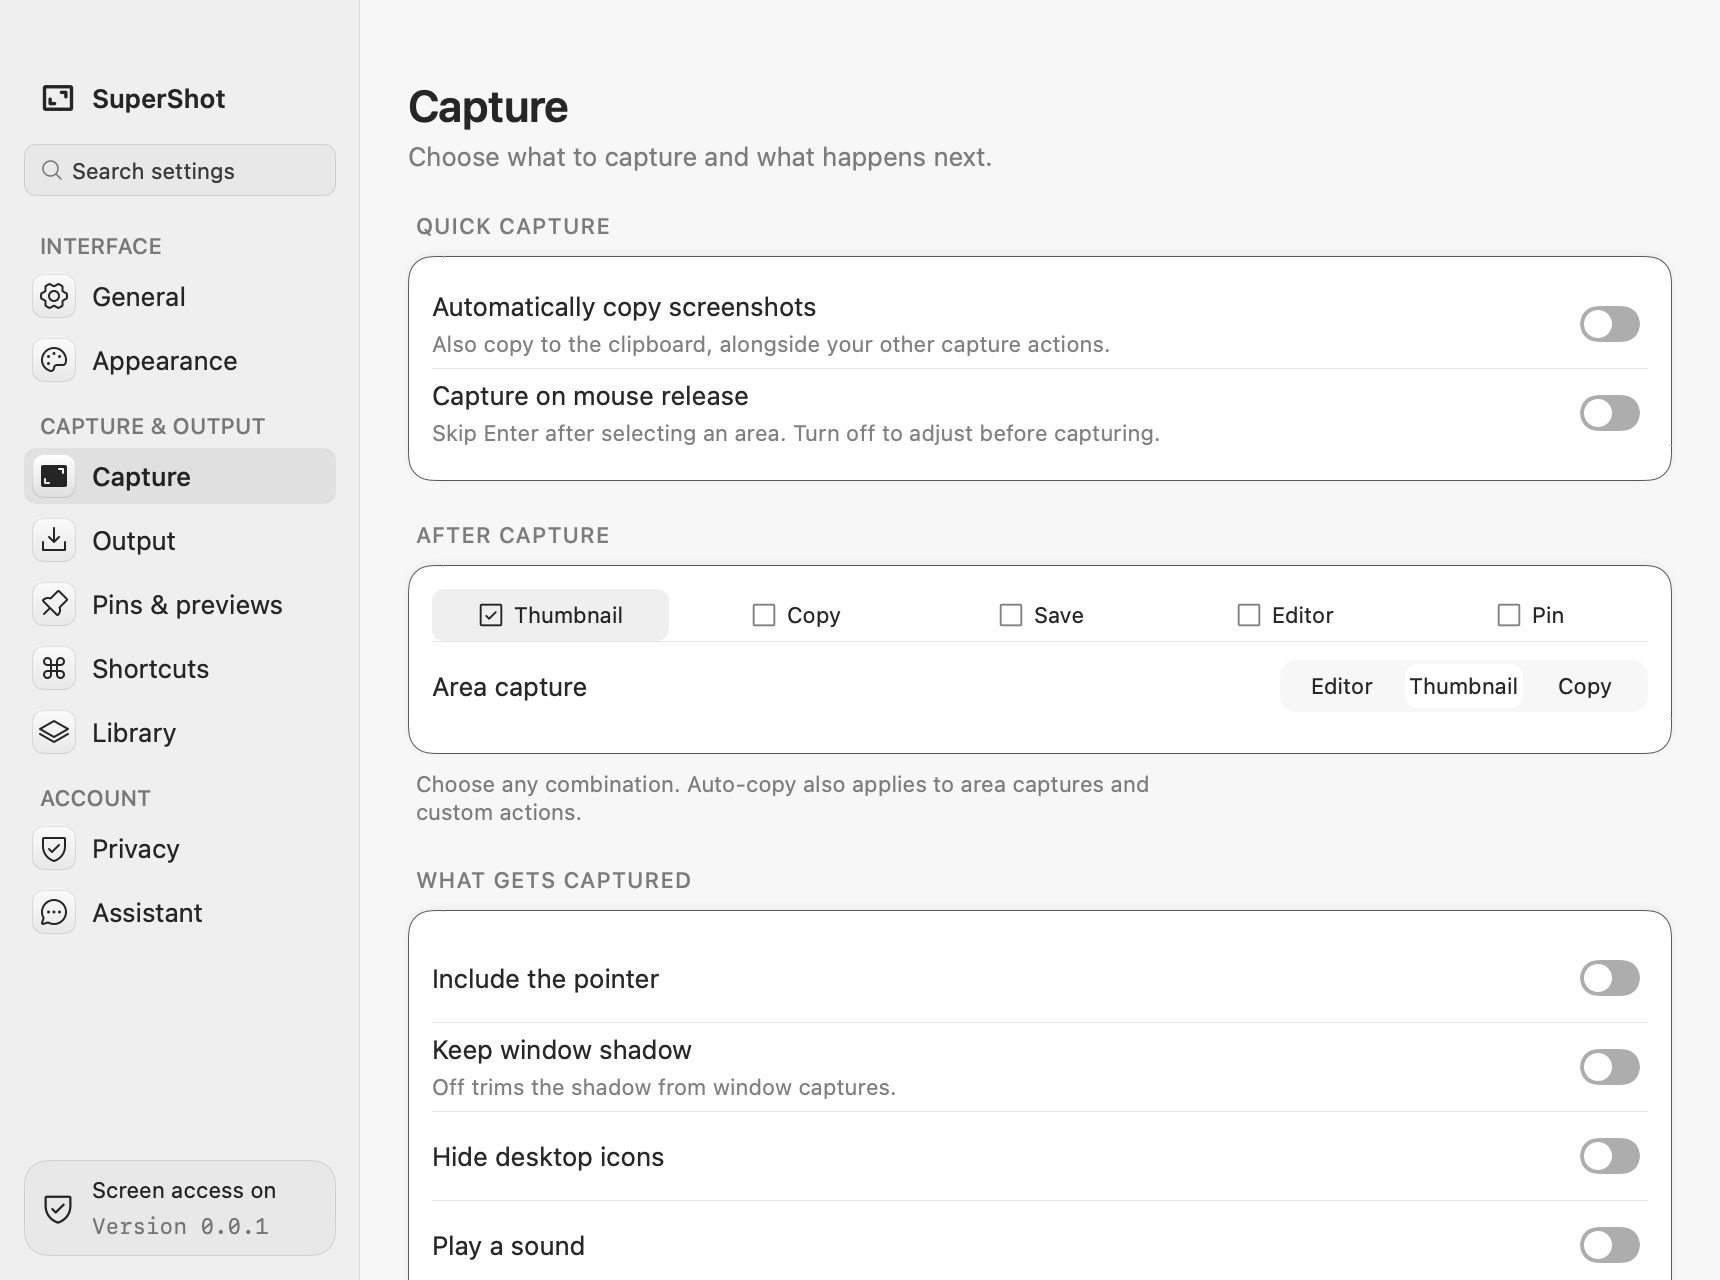 SuperShot
Search settings
INTERFACE
General
Appearance
CAPTURE & OUTPUT
Capture
Output
Pins & previews
Shortcuts
Library
ACCOUNT
Privacy
Assistant
Screen access on
Version 0.0.1
Capture
Choose what to capture and what happens next.
QUICK CAPTURE
Automatically copy screenshots
Also copy to the clipboard, alongside your other capture actions.
Capture on mouse release
Skip Enter after selecting an area. Turn off to adjust before capturing.
AFTER CAPTURE
Thumbnail Copy Save Editor Pin
Area capture Editor Thumbnail Copy
Choose any combination. Auto-copy also applies to area captures and
custom actions.
WHAT GETS CAPTURED
Include the pointer
Keep window shadow
Off trims the shadow from window captures.
Hide desktop icons
Play a sound